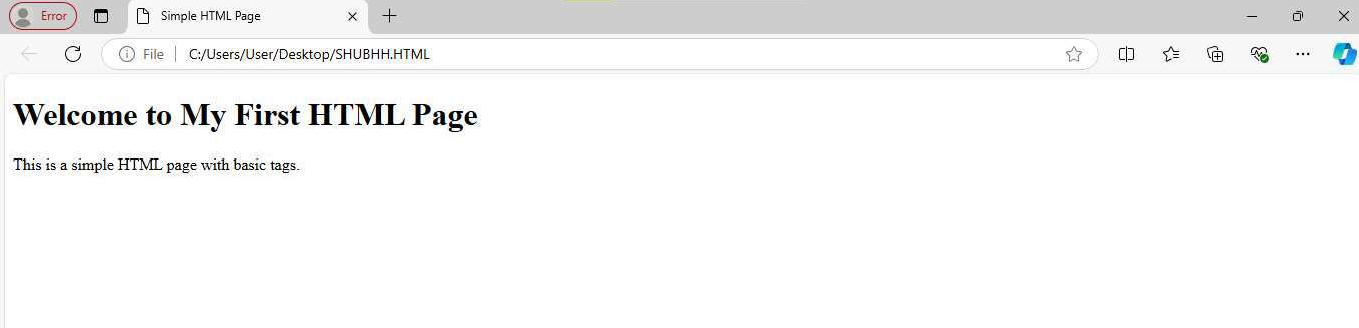 Error
Simple HTML Page
File
C:/Users/User/Desktop/SHUBHH.HTML
Welcome to My First HTML Page
This is a simple HTML page with basic tags.